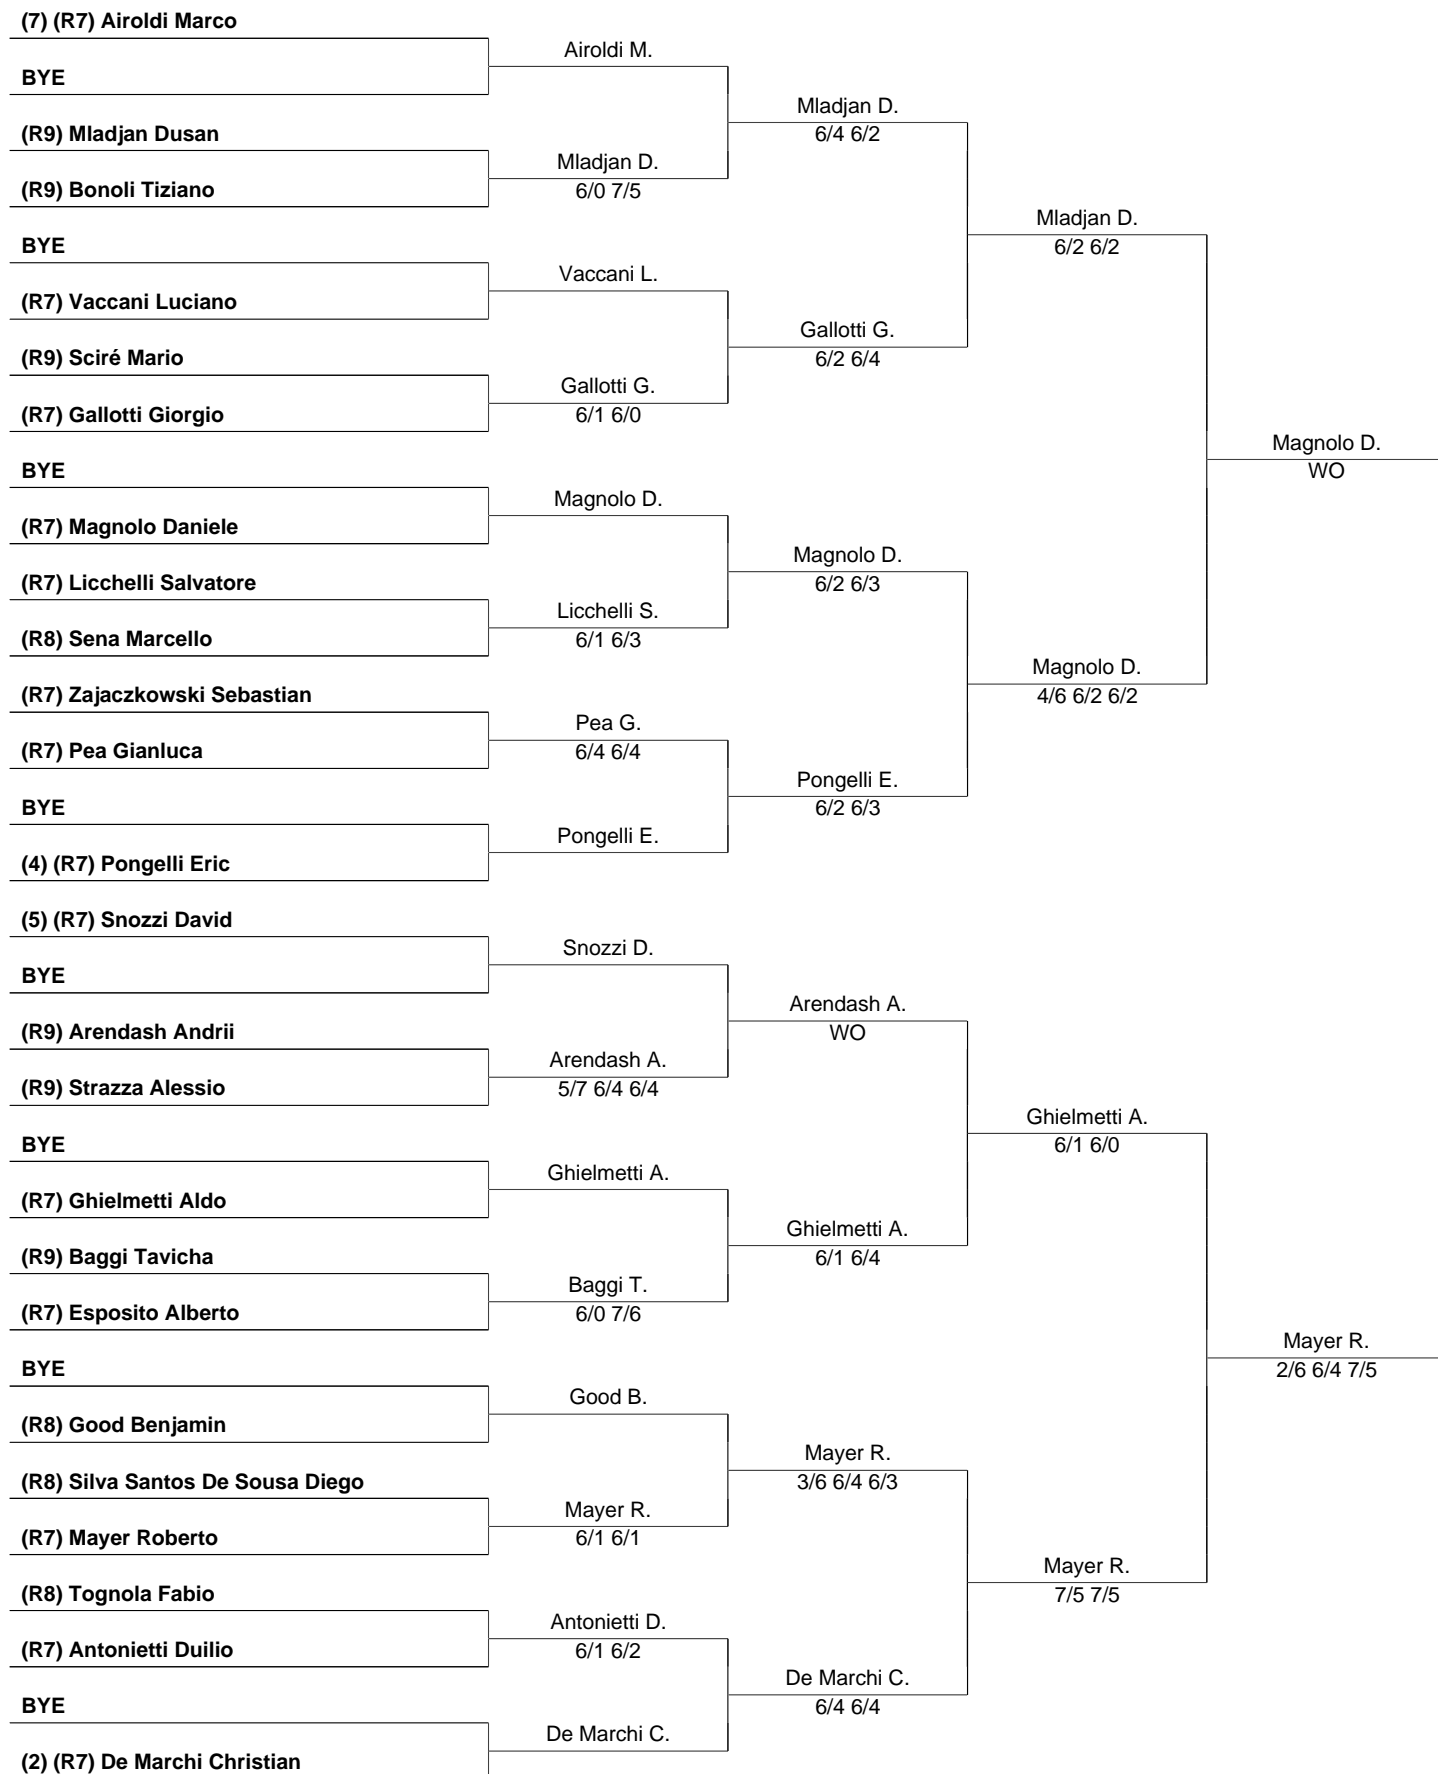 (7) (R7) Airoldi Marco
Airoldi M.
BYE
Mladjan D.
6/4 6/2
(R9) Mladjan Dusan
Mladjan D.
6/0 7/5
(R9) Bonoli Tiziano
Mladjan D.
6/2 6/2
BYE
Vaccani L.
(R7) Vaccani Luciano
Gallotti G.
6/2 6/4
(R9) Sciré Mario
Gallotti G.
6/1 6/0
(R7) Gallotti Giorgio
Magnolo D.
WO
BYE
Magnolo D.
(R7) Magnolo Daniele
Magnolo D.
6/2 6/3
(R7) Licchelli Salvatore
Licchelli S.
6/1 6/3
(R8) Sena Marcello
Magnolo D.
4/6 6/2 6/2
(R7) Zajaczkowski Sebastian
Pea G.
6/4 6/4
(R7) Pea Gianluca
Pongelli E.
6/2 6/3
BYE
Pongelli E.
(4) (R7) Pongelli Eric
(5) (R7) Snozzi David
Snozzi D.
BYE
Arendash A.
WO
(R9) Arendash Andrii
Arendash A.
5/7 6/4 6/4
(R9) Strazza Alessio
Ghielmetti A.
6/1 6/0
BYE
Ghielmetti A.
(R7) Ghielmetti Aldo
Ghielmetti A.
6/1 6/4
(R9) Baggi Tavicha
Baggi T.
6/0 7/6
(R7) Esposito Alberto
Mayer R.
2/6 6/4 7/5
BYE
Good B.
(R8) Good Benjamin
Mayer R.
3/6 6/4 6/3
(R8) Silva Santos De Sousa Diego
Mayer R.
6/1 6/1
(R7) Mayer Roberto
Mayer R.
7/5 7/5
(R8) Tognola Fabio
Antonietti D.
6/1 6/2
(R7) Antonietti Duilio
De Marchi C.
6/4 6/4
BYE
De Marchi C.
(2) (R7) De Marchi Christian